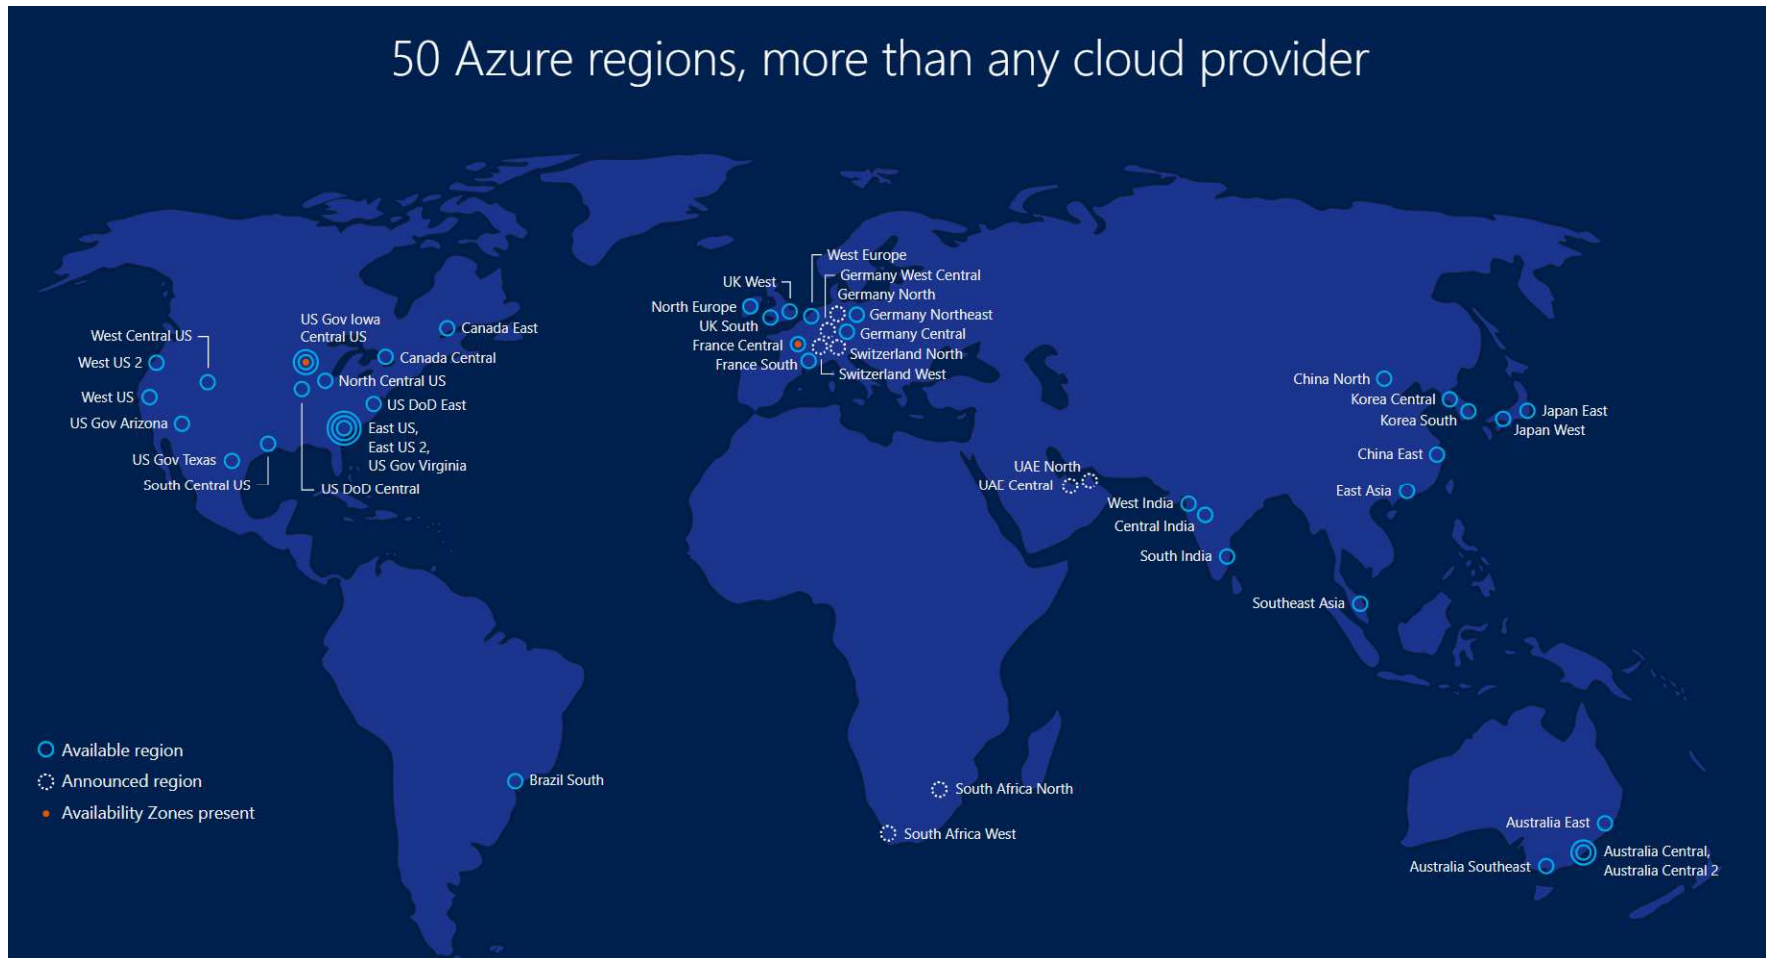 50 Azure regions, more than any cloud provider
West Central US
West US 2
West US
US Gov Arizona
US Gov Texas
South Central US
US Gov Iowa
Central US
Canada East
Canada Central
North Central US
US DoD East
East US,
East US 2,
US Gov Virginia
US DoD Central
West Europe
Germany West Central
UK West
Germany North
North Europe
Germany Northeast
UK South
Germany Central
France Central
Switzerland North
France South
Switzerland West
China North
Korea Central
Korea South
Japan East
Japan West
China East
East Asia
UAE North
UAE Central
West India
Central India
South India
Southeast Asia
Available region
Announced region
Availability Zones present
Brazil South
South Africa North
South Africa West
Australia East
Australia Central,
Australia Central 2
Australia Southeast